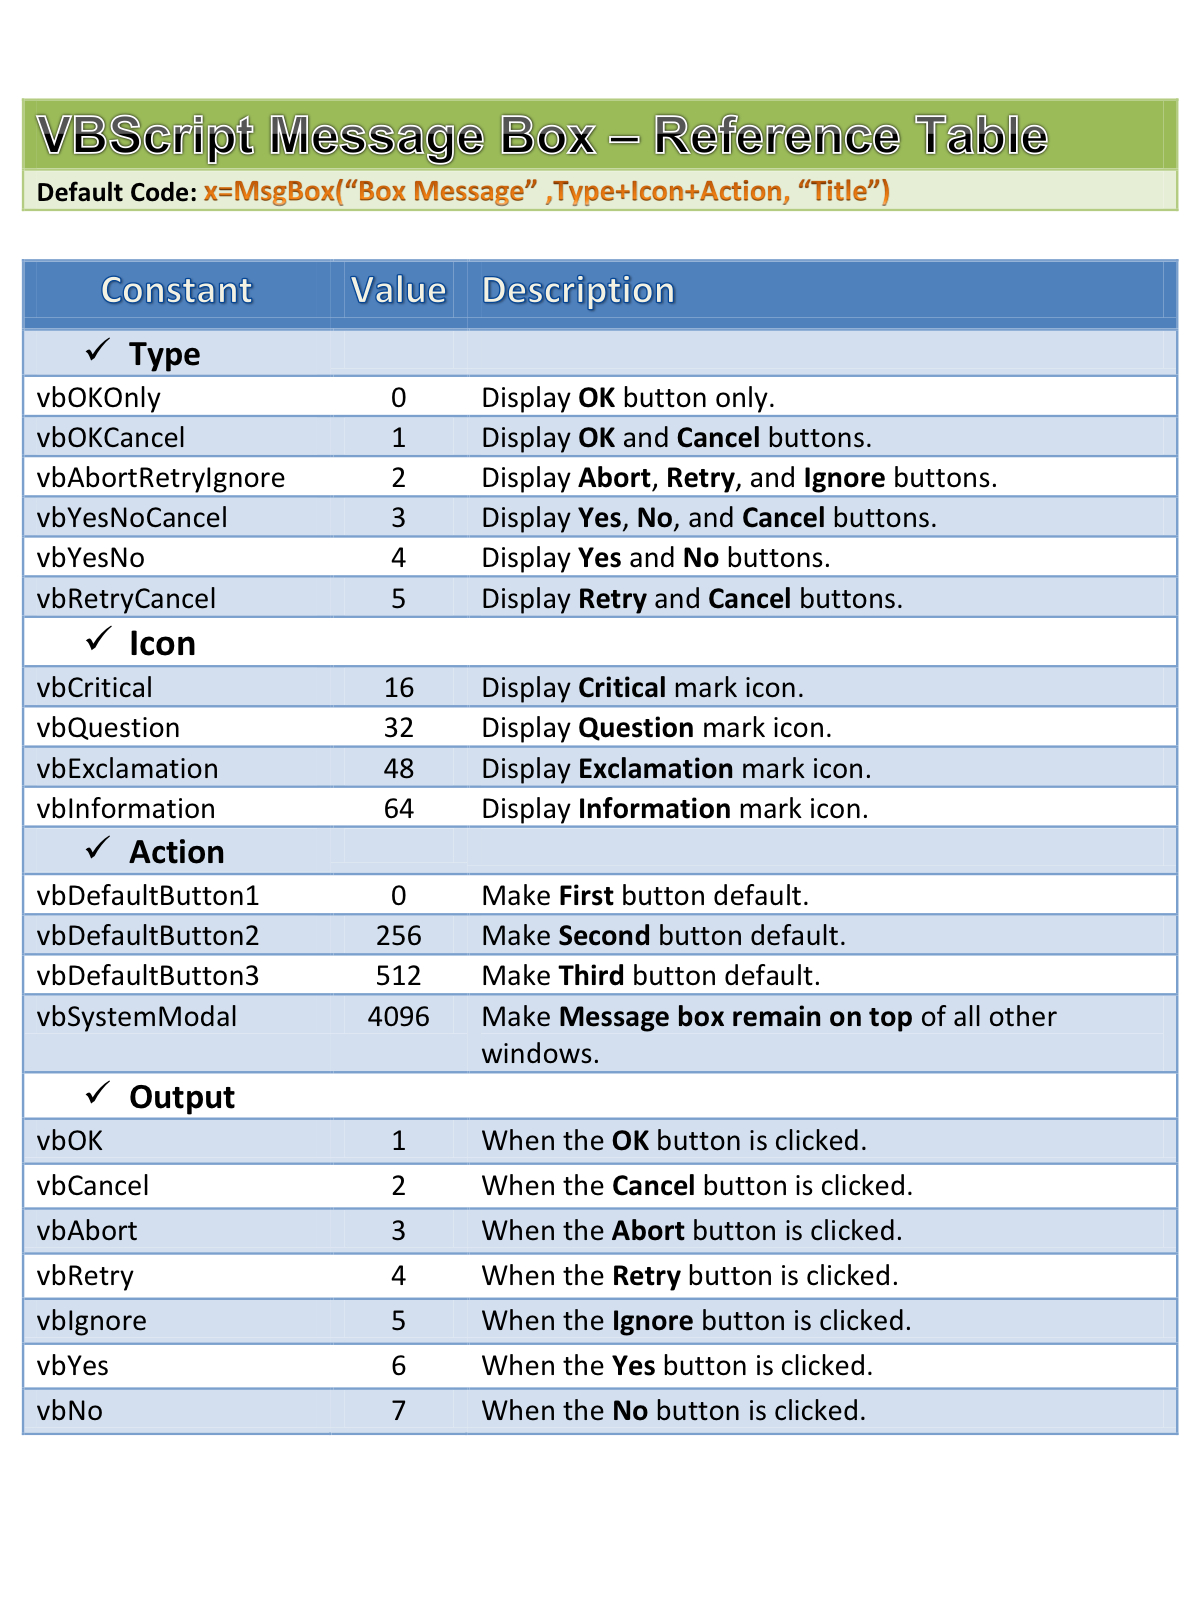 VBScript Message Box – Reference Table
Default Code: x=MsgBox(“Box Message” ,Type+Icon+Action, “Title”)
Constant Value Description
✓ Type
vbOKOnly 0 Display OK button only.
vbOKCancel 1 Display OK and Cancel buttons.
vbAbortRetryIgnore 2 Display Abort, Retry, and Ignore buttons.
vbYesNoCancel 3 Display Yes, No, and Cancel buttons.
vbYesNo 4 Display Yes and No buttons.
vbRetryCancel 5 Display Retry and Cancel buttons.
✓ Icon
vbCritical 16 Display Critical mark icon.
vbQuestion 32 Display Question mark icon.
vbExclamation 48 Display Exclamation mark icon.
vbInformation 64 Display Information mark icon.
✓ Action
vbDefaultButton1 0 Make First button default.
vbDefaultButton2 256 Make Second button default.
vbDefaultButton3 512 Make Third button default.
vbSystemModal 4096 Make Message box remain on top of all other
windows.
✓ Output
vbOK 1 When the OK button is clicked.
vbCancel 2 When the Cancel button is clicked.
vbAbort 3 When the Abort button is clicked.
vbRetry 4 When the Retry button is clicked.
vbIgnore 5 When the Ignore button is clicked.
vbYes 6 When the Yes button is clicked.
vbNo 7 When the No button is clicked.